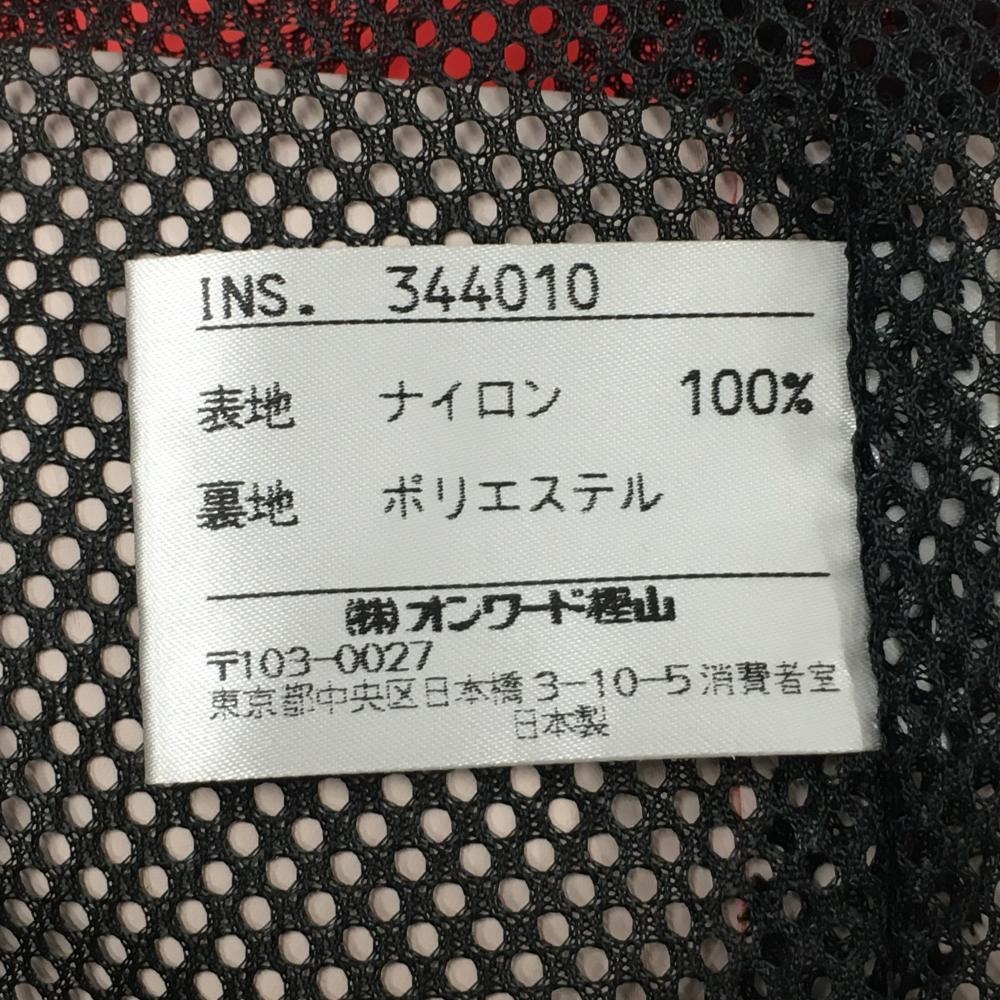 INS. 344010
表地 ナイロン 100%
裏地 ポリエステル
㈱オンワード樫山
〒103-0027
東京都中央区日本橋3-10-5消費者室
日本製